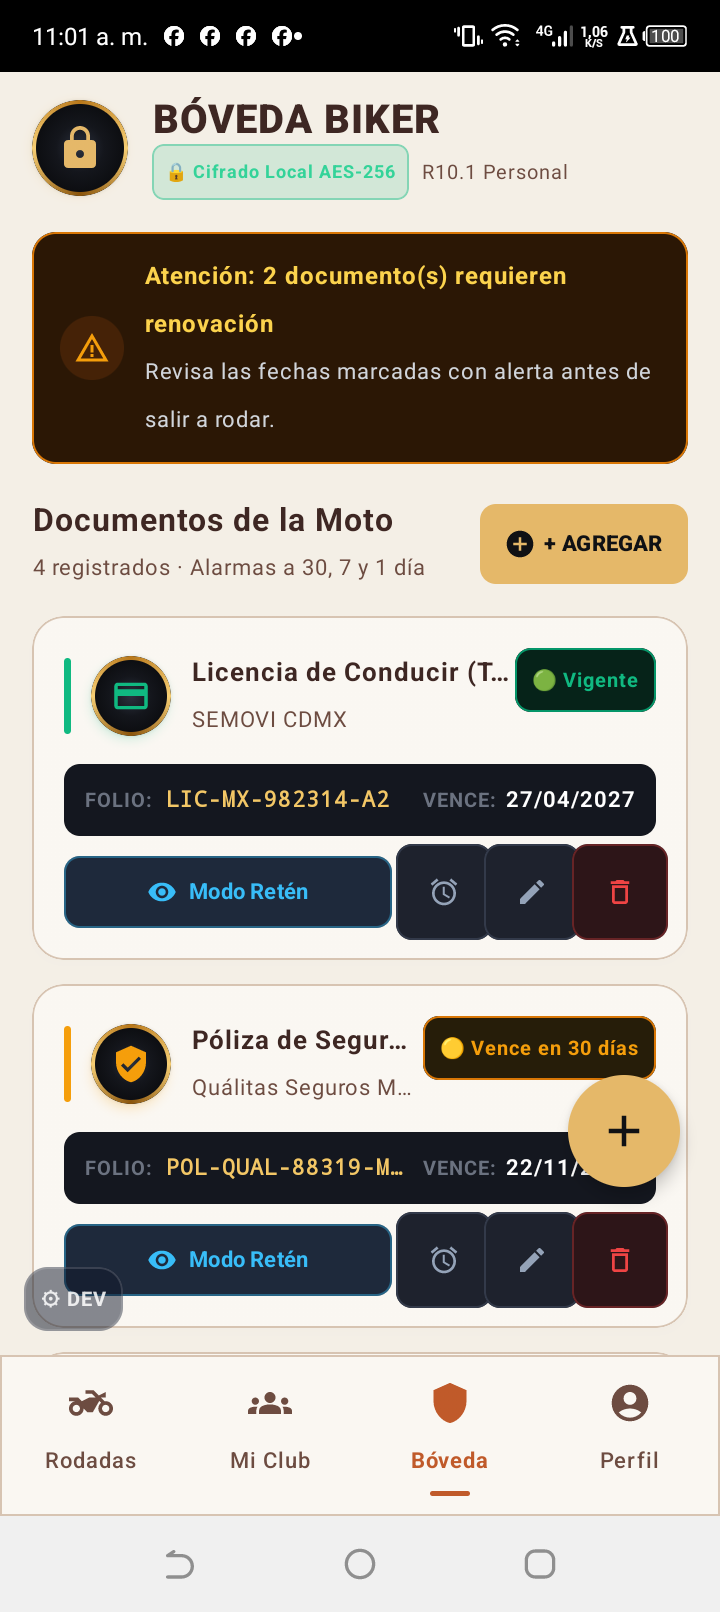 11:01 a. m.
4G 1,06 K/S 100
BÓVEDA BIKER
🔒 Cifrado Local AES-256 R10.1 Personal
Atención: 2 documento(s) requieren
renovación
Revisa las fechas marcadas con alerta antes de
salir a rodar.
Documentos de la Moto
4 registrados · Alarmas a 30, 7 y 1 día
+ AGREGAR
Licencia de Conducir (T… 🟢 Vigente
SEMOVI CDMX
FOLIO: LIC-MX-982314-A2 VENCE: 27/04/2027
Modo Retén
Póliza de Segur… 🟡 Vence en 30 días
Quálitas Seguros M…
FOLIO: POL-QUAL-88319-M… VENCE: 22/11/
Modo Retén
DEV
Rodadas Mi Club Bóveda Perfil